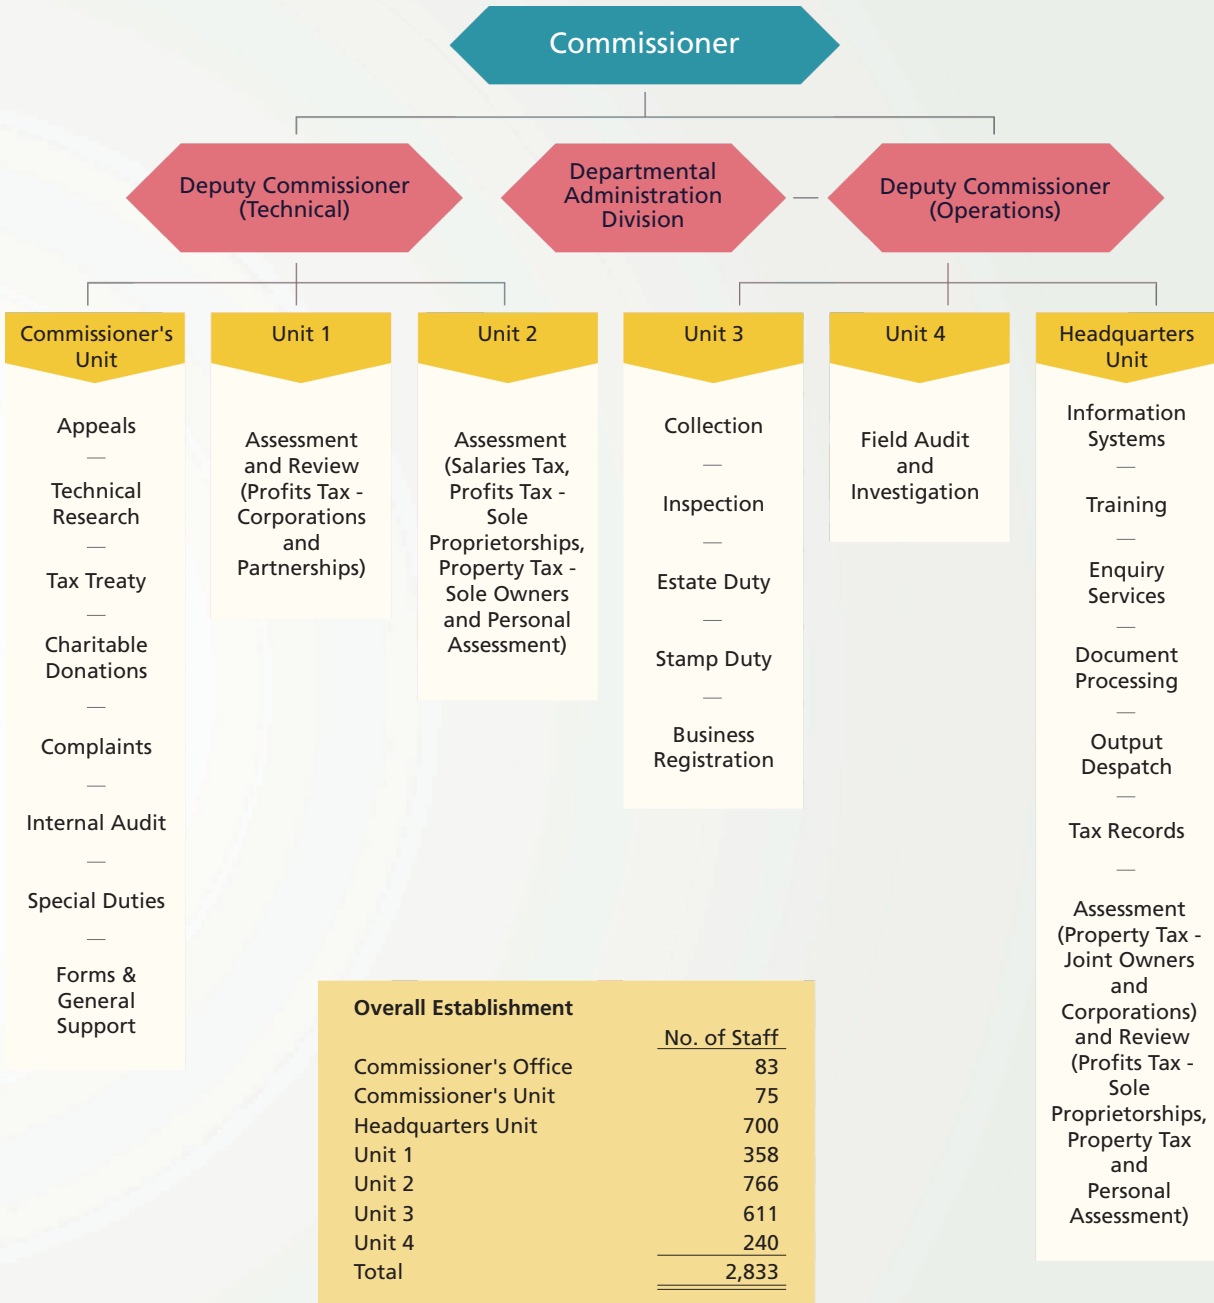 Commissioner
Deputy Commissioner
(Technical)
Departmental
Administration
Division
Deputy Commissioner
(Operations)
Commissioner's
Unit
Appeals
Technical
Research
Tax Treaty
Charitable
Donations
Complaints
Internal Audit
Special Duties
Forms &
General
Support
Unit 1
Assessment
and Review
(Profits Tax -
Corporations
and
Partnerships)
Unit 2
Assessment
(Salaries Tax,
Profits Tax -
Sole
Proprietorships,
Property Tax -
Sole Owners
and Personal
Assessment)
Unit 3
Collection
Inspection
Estate Duty
Stamp Duty
Business
Registration
Unit 4
Field Audit
and
Investigation
Headquarters
Unit
Information
Systems
Training
Enquiry
Services
Document
Processing
Output
Despatch
Tax Records
Assessment
(Property Tax -
Joint Owners
and
Corporations)
and Review
(Profits Tax -
Sole
Proprietorships,
Property Tax
and
Personal
Assessment)
Overall Establishment
No. of Staff
Commissioner's Office 83
Commissioner's Unit 75
Headquarters Unit 700
Unit 1 358
Unit 2 766
Unit 3 611
Unit 4 240
Total 2,833